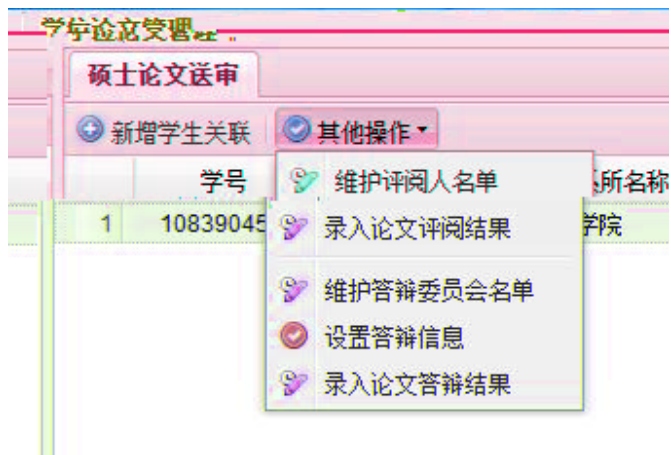 硕士论文送审
新增学生关联 其他操作
学号 维护评阅人名单 所名称
1 10839045 录入论文评阅结果 学院
维护答辩委员会名单
设置答辩信息
录入论文答辩结果